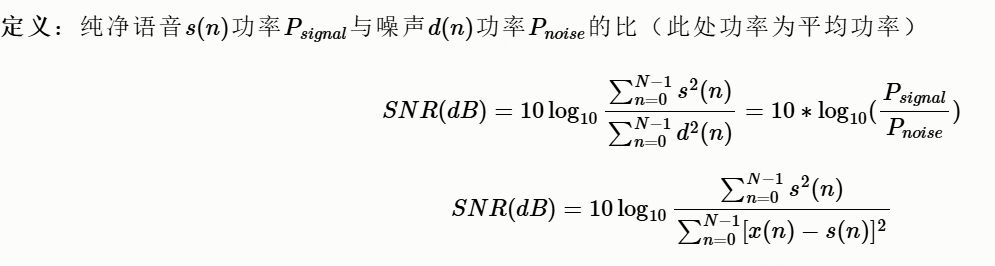 定义：纯净语音$s(n)$功率$P_{signal}$与噪声$d(n)$功率$P_{noise}$的比（此处功率为平均功率）
$SNR(dB) = 10\log_{10}\frac{\sum_{n=0}^{N-1}s^2(n)}{\sum_{n=0}^{N-1}d^2(n)} = 10*\log_{10}(\frac{P_{signal}}{P_{noise}})$
$SNR(dB) = 10\log_{10}\frac{\sum_{n=0}^{N-1}s^2(n)}{\sum_{n=0}^{N-1}[x(n)-s(n)]^2}$